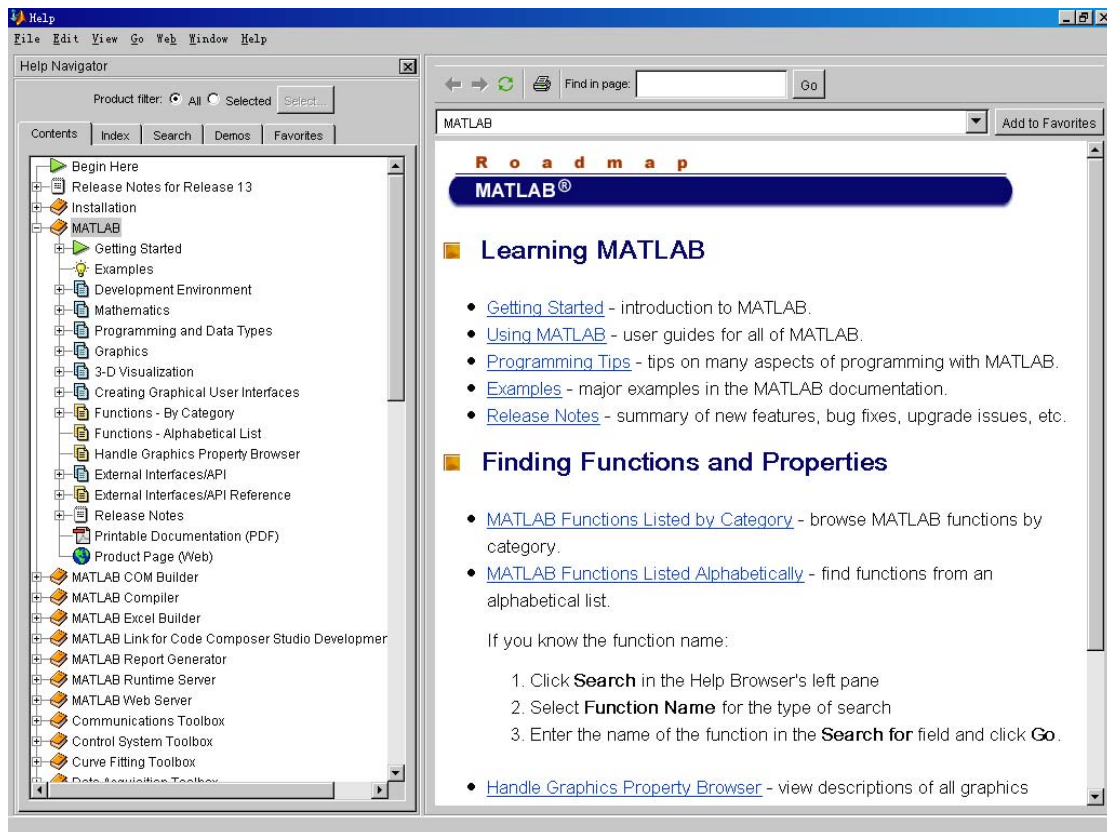 Help
File Edit View Go Web Window Help
Help Navigator
Product filter: All Selected Select...
Contents Index Search Demos Favorites
Begin Here
Release Notes for Release 13
Installation
MATLAB
Getting Started
Examples
Development Environment
Mathematics
Programming and Data Types
Graphics
3-D Visualization
Creating Graphical User Interfaces
Functions - By Category
Functions - Alphabetical List
Handle Graphics Property Browser
External Interfaces/API
External Interfaces/API Reference
Release Notes
Printable Documentation (PDF)
Product Page (Web)
MATLAB COM Builder
MATLAB Compiler
MATLAB Excel Builder
MATLAB Link for Code Composer Studio Developmer
MATLAB Report Generator
MATLAB Runtime Server
MATLAB Web Server
Communications Toolbox
Control System Toolbox
Curve Fitting Toolbox
Data Acquisition Toolbox
Find in page: Go
MATLAB Add to Favorites
Roadmap
MATLAB®
Learning MATLAB
Getting Started - introduction to MATLAB.
Using MATLAB - user guides for all of MATLAB.
Programming Tips - tips on many aspects of programming with MATLAB.
Examples - major examples in the MATLAB documentation.
Release Notes - summary of new features, bug fixes, upgrade issues, etc.
Finding Functions and Properties
MATLAB Functions Listed by Category - browse MATLAB functions by
category.
MATLAB Functions Listed Alphabetically - find functions from an
alphabetical list.
If you know the function name:
1. Click Search in the Help Browser's left pane
2. Select Function Name for the type of search
3. Enter the name of the function in the Search for field and click Go.
Handle Graphics Property Browser - view descriptions of all graphics